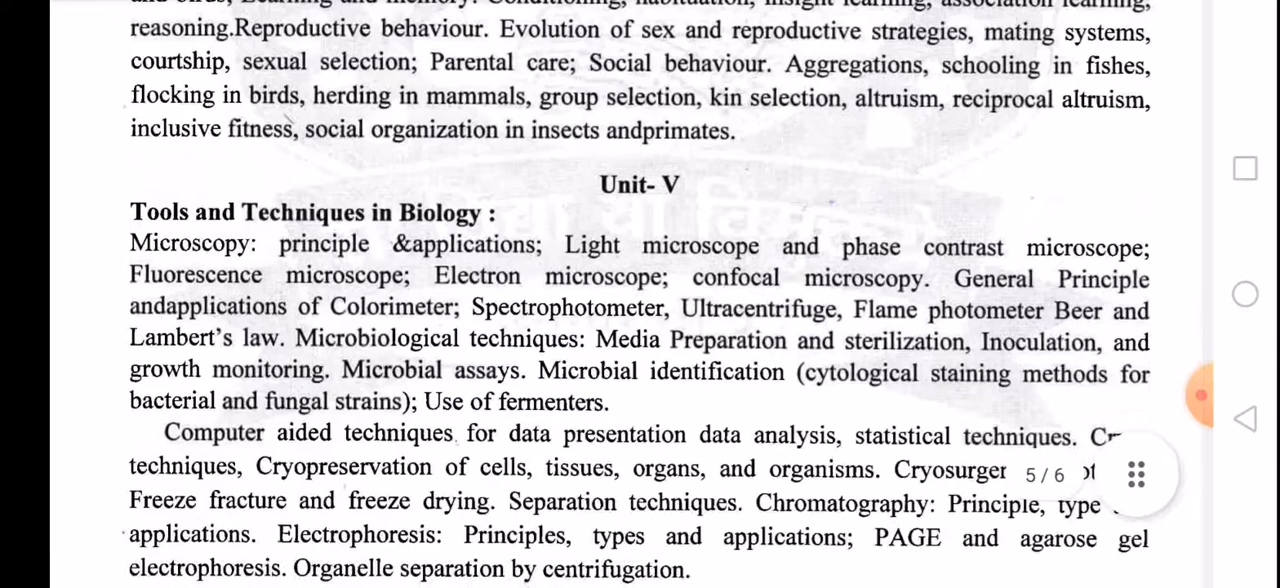 reasoning.Reproductive behaviour. Evolution of sex and reproductive strategies, mating systems,
courtship, sexual selection; Parental care; Social behaviour. Aggregations, schooling in fishes,
flocking in birds, herding in mammals, group selection, kin selection, altruism, reciprocal altruism,
inclusive fitness, social organization in insects andprimates.
Unit- V
Tools and Techniques in Biology :
Microscopy: principle &applications; Light microscope and phase contrast microscope;
Fluorescence microscope; Electron microscope; confocal microscopy. General Principle
andapplications of Colorimeter; Spectrophotometer, Ultracentrifuge, Flame photometer Beer and
Lambert's law. Microbiological techniques: Media Preparation and sterilization, Inoculation, and
growth monitoring. Microbial assays. Microbial identification (cytological staining methods for
bacterial and fungal strains); Use of fermenters.
Computer aided techniques for data presentation data analysis, statistical techniques.
techniques, Cryopreservation of cells, tissues, organs, and organisms. Cryosurger 5/6
Freeze fracture and freeze drying. Separation techniques. Chromatography: Principle, type
applications. Electrophoresis: Principles, types and applications; PAGE and agarose gel
electrophoresis. Organelle separation by centrifugation.